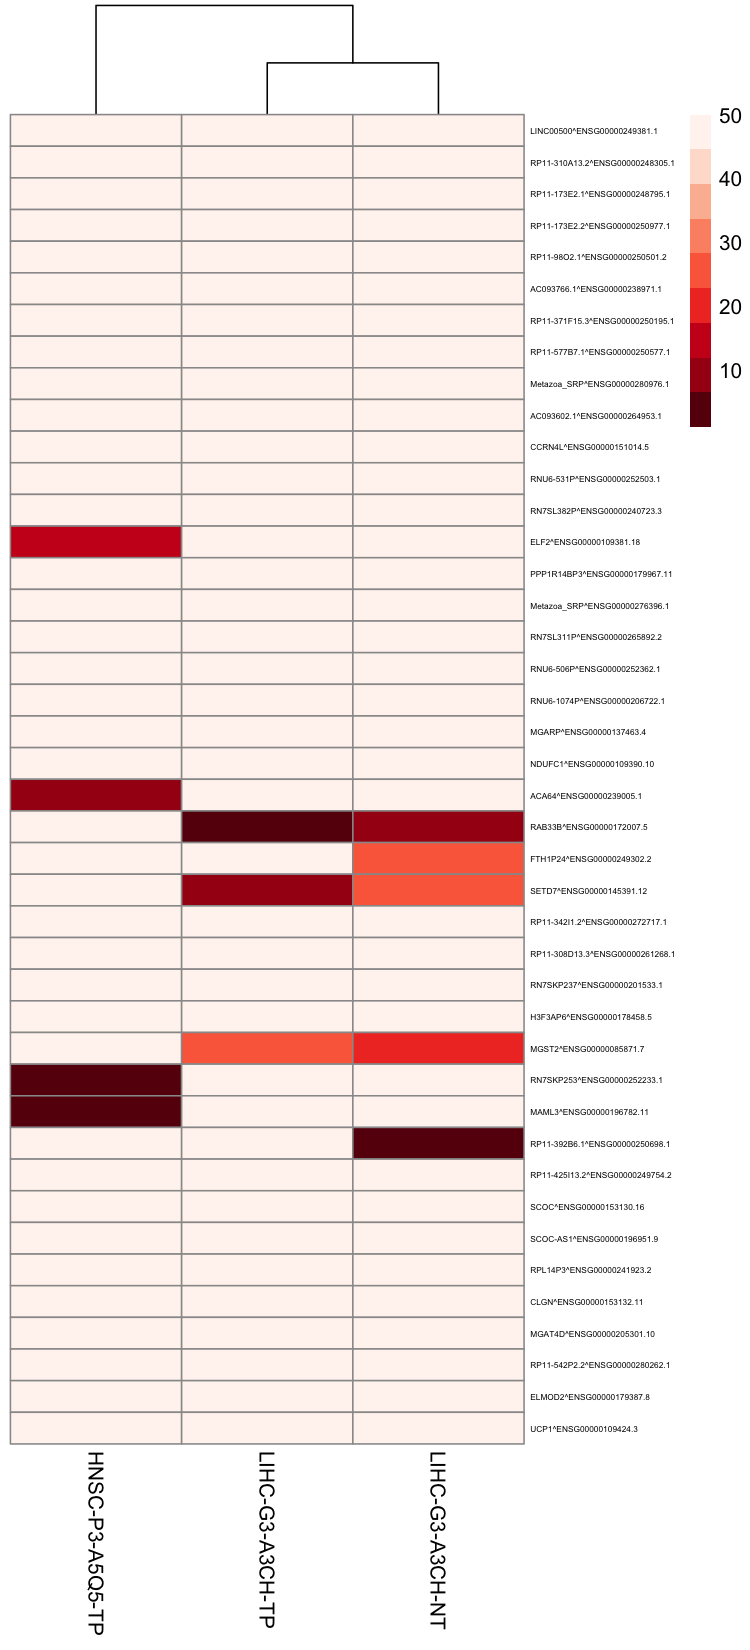 50
40
30
20
10
LINC00500^ENSG00000249381.1
RP11-310A13.2^ENSG00000248305.1
RP11-173E2.1^ENSG00000248795.1
RP11-173E2.2^ENSG00000250977.1
RP11-98O2.1^ENSG00000250501.2
AC093766.1^ENSG00000238971.1
RP11-371F15.3^ENSG00000250195.1
RP11-577B7.1^ENSG00000250577.1
Metazoa_SRP^ENSG00000280976.1
AC093602.1^ENSG00000264953.1
CCRN4L^ENSG00000151014.5
RNU6-531P^ENSG00000252503.1
RN7SL382P^ENSG00000240723.3
ELF2^ENSG00000109381.18
PPP1R14BP3^ENSG00000179967.11
Metazoa_SRP^ENSG00000276396.1
RN7SL311P^ENSG00000265892.2
RNU6-506P^ENSG00000252362.1
RNU6-1074P^ENSG00000206722.1
MGARP^ENSG00000137463.4
NDUFC1^ENSG00000109390.10
ACA64^ENSG00000239005.1
RAB33B^ENSG00000172007.5
FTH1P24^ENSG00000249302.2
SETD7^ENSG00000145391.12
RP11-342I1.2^ENSG00000272717.1
RP11-308D13.3^ENSG00000261268.1
RN7SKP237^ENSG00000201533.1
H3F3AP6^ENSG00000178458.5
MGST2^ENSG00000085871.7
RN7SKP253^ENSG00000252233.1
MAML3^ENSG00000196782.11
RP11-392B6.1^ENSG00000250698.1
RP11-425I13.2^ENSG00000249754.2
SCOC^ENSG00000153130.16
SCOC-AS1^ENSG00000196951.9
RPL14P3^ENSG00000241923.2
CLGN^ENSG00000153132.11
MGAT4D^ENSG00000205301.10
RP11-542P2.2^ENSG00000280262.1
ELMOD2^ENSG00000179387.8
UCP1^ENSG00000109424.3
HNSC-P3-A5Q5-TP
LIHC-G3-A3CH-TP
LIHC-G3-A3CH-NT